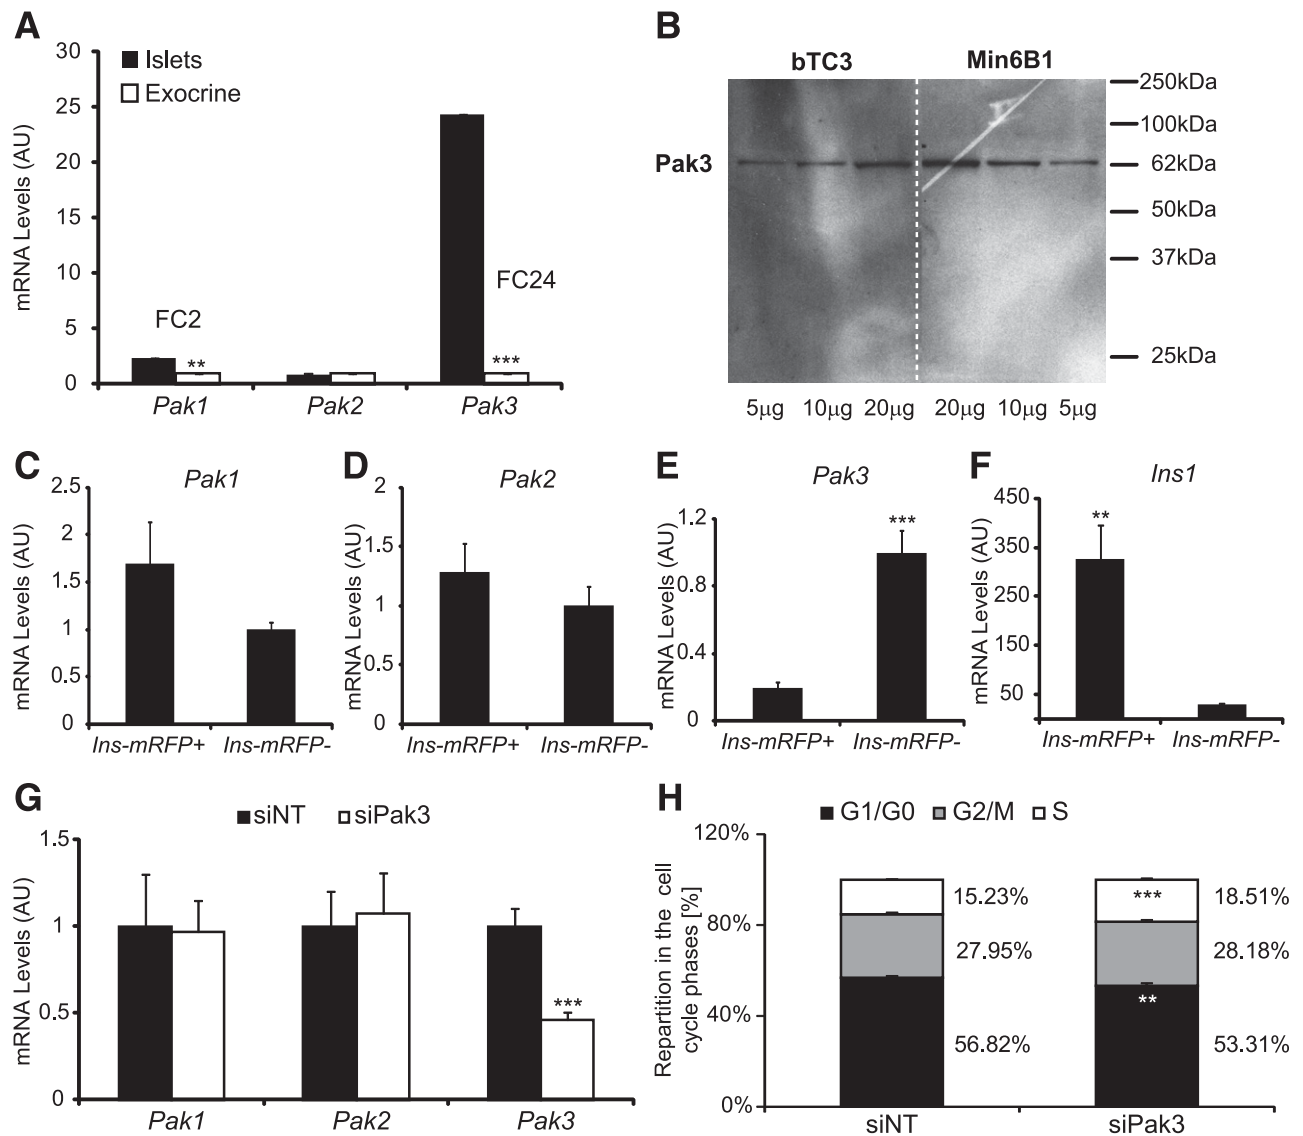 A
30
25
20
15
10
5
0
mRNA Levels (AU)
Islets
Exocrine
FC2
**
FC24
***
Pak1 Pak2 Pak3
B
bTC3 Min6B1
Pak3
250kDa
100kDa
62kDa
50kDa
37kDa
25kDa
5µg 10µg 20µg 20µg 10µg 5µg
C
Pak1
2.5
2
1.5
1
0.5
0
mRNA Levels (AU)
Ins-mRFP+ Ins-mRFP-
D
Pak2
2
1.5
1
0.5
0
mRNA Levels (AU)
Ins-mRFP+ Ins-mRFP-
E
Pak3
1.2
0.8
0.4
0
mRNA Levels (AU)
***
Ins-mRFP+ Ins-mRFP-
F
Ins1
450
350
250
150
50
mRNA Levels (AU)
**
Ins-mRFP+ Ins-mRFP-
G
siNT siPak3
1.5
1
0.5
0
mRNA Levels (AU)
***
Pak1 Pak2 Pak3
H
G1/G0 G2/M S
120%
80%
40%
0%
Repartition in the cell
cycle phases [%]
15.23%
27.95%
56.82%
***
**
18.51%
28.18%
53.31%
siNT siPak3